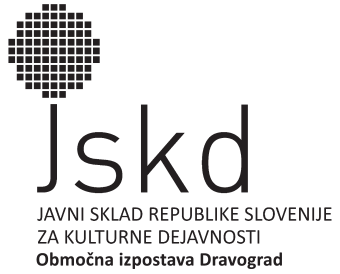 Jskd
JAVNI SKLAD REPUBLIKE SLOVENIJE
ZA KULTURNE DEJAVNOSTI
Območna izpostava Dravograd